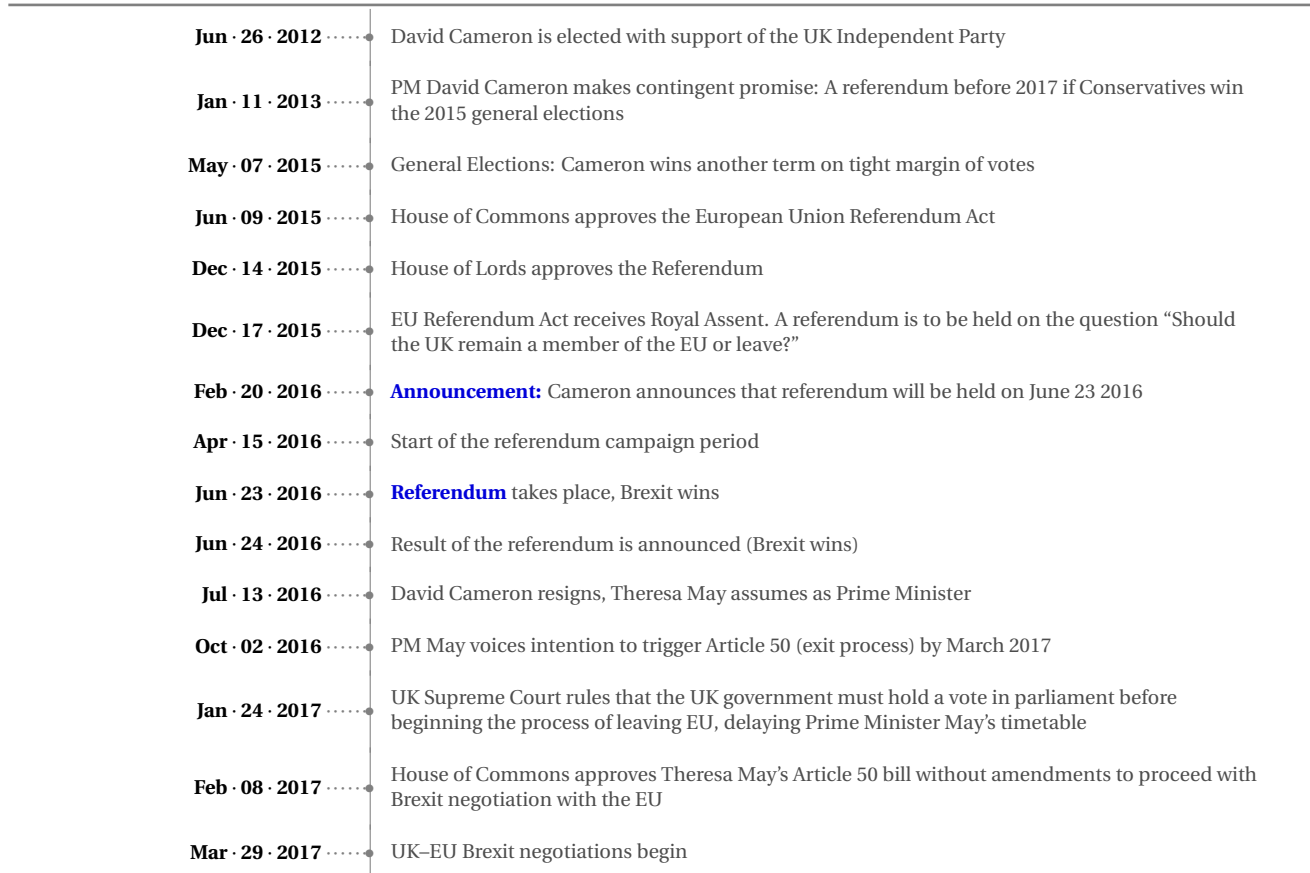 Jun · 26 · 2012 David Cameron is elected with support of the UK Independent Party
Jan · 11 · 2013 PM David Cameron makes contingent promise: A referendum before 2017 if Conservatives win
the 2015 general elections
May · 07 · 2015 General Elections: Cameron wins another term on tight margin of votes
Jun · 09 · 2015 House of Commons approves the European Union Referendum Act
Dec · 14 · 2015 House of Lords approves the Referendum
Dec · 17 · 2015 EU Referendum Act receives Royal Assent. A referendum is to be held on the question “Should
the UK remain a member of the EU or leave?”
Feb · 20 · 2016 Announcement: Cameron announces that referendum will be held on June 23 2016
Apr · 15 · 2016 Start of the referendum campaign period
Jun · 23 · 2016 Referendum takes place, Brexit wins
Jun · 24 · 2016 Result of the referendum is announced (Brexit wins)
Jul · 13 · 2016 David Cameron resigns, Theresa May assumes as Prime Minister
Oct · 02 · 2016 PM May voices intention to trigger Article 50 (exit process) by March 2017
Jan · 24 · 2017 UK Supreme Court rules that the UK government must hold a vote in parliament before
beginning the process of leaving EU, delaying Prime Minister May’s timetable
Feb · 08 · 2017 House of Commons approves Theresa May’s Article 50 bill without amendments to proceed with
Brexit negotiation with the EU
Mar · 29 · 2017 UK–EU Brexit negotiations begin